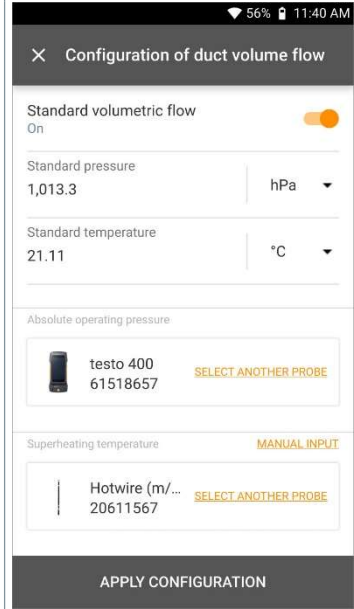 56% 11:40 AM
Configuration of duct volume flow
Standard volumetric flow
On
Standard pressure
1,013.3 hPa
Standard temperature
21.11 °C
Absolute operating pressure
testo 400
61518657 SELECT ANOTHER PROBE
Superheating temperature MANUAL INPUT
Hotwire (m/...
20611567 SELECT ANOTHER PROBE
APPLY CONFIGURATION